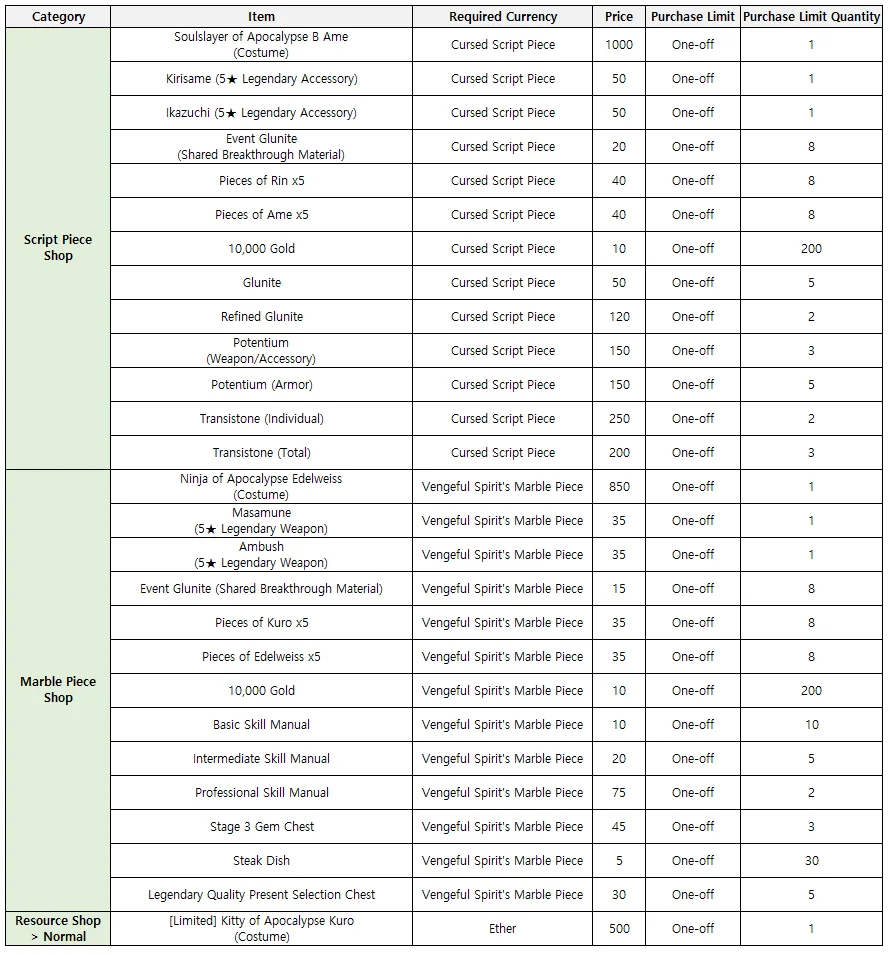 Category Item Required Currency Price Purchase Limit Purchase Limit Quantity
Script Piece
Shop
Soulslayer of Apocalypse B Ame
(Costume)
Cursed Script Piece 1000 One-off 1
Kirisame (5★ Legendary Accessory) Cursed Script Piece 50 One-off 1
Ikazuchi (5★ Legendary Accessory) Cursed Script Piece 50 One-off 1
Event Glunite
(Shared Breakthrough Material)
Cursed Script Piece 20 One-off 8
Pieces of Rin x5 Cursed Script Piece 40 One-off 8
Pieces of Ame x5 Cursed Script Piece 40 One-off 8
10,000 Gold Cursed Script Piece 10 One-off 200
Glunite Cursed Script Piece 50 One-off 5
Refined Glunite Cursed Script Piece 120 One-off 2
Potentium
(Weapon/Accessory)
Cursed Script Piece 150 One-off 3
Potentium (Armor) Cursed Script Piece 150 One-off 5
Transistone (Individual) Cursed Script Piece 250 One-off 2
Transistone (Total) Cursed Script Piece 200 One-off 3
Marble Piece
Shop
Ninja of Apocalypse Edelweiss
(Costume)
Vengeful Spirit's Marble Piece 850 One-off 1
Masamune
(5★ Legendary Weapon)
Vengeful Spirit's Marble Piece 35 One-off 1
Ambush
(5★ Legendary Weapon)
Vengeful Spirit's Marble Piece 35 One-off 1
Event Glunite (Shared Breakthrough Material) Vengeful Spirit's Marble Piece 15 One-off 8
Pieces of Kuro x5 Vengeful Spirit's Marble Piece 35 One-off 8
Pieces of Edelweiss x5 Vengeful Spirit's Marble Piece 35 One-off 8
10,000 Gold Vengeful Spirit's Marble Piece 10 One-off 200
Basic Skill Manual Vengeful Spirit's Marble Piece 10 One-off 10
Intermediate Skill Manual Vengeful Spirit's Marble Piece 20 One-off 5
Professional Skill Manual Vengeful Spirit's Marble Piece 75 One-off 2
Stage 3 Gem Chest Vengeful Spirit's Marble Piece 45 One-off 3
Steak Dish Vengeful Spirit's Marble Piece 5 One-off 30
Legendary Quality Present Selection Chest Vengeful Spirit's Marble Piece 30 One-off 5
Resource Shop
> Normal
[Limited] Kitty of Apocalypse Kuro
(Costume)
Ether 500 One-off 1